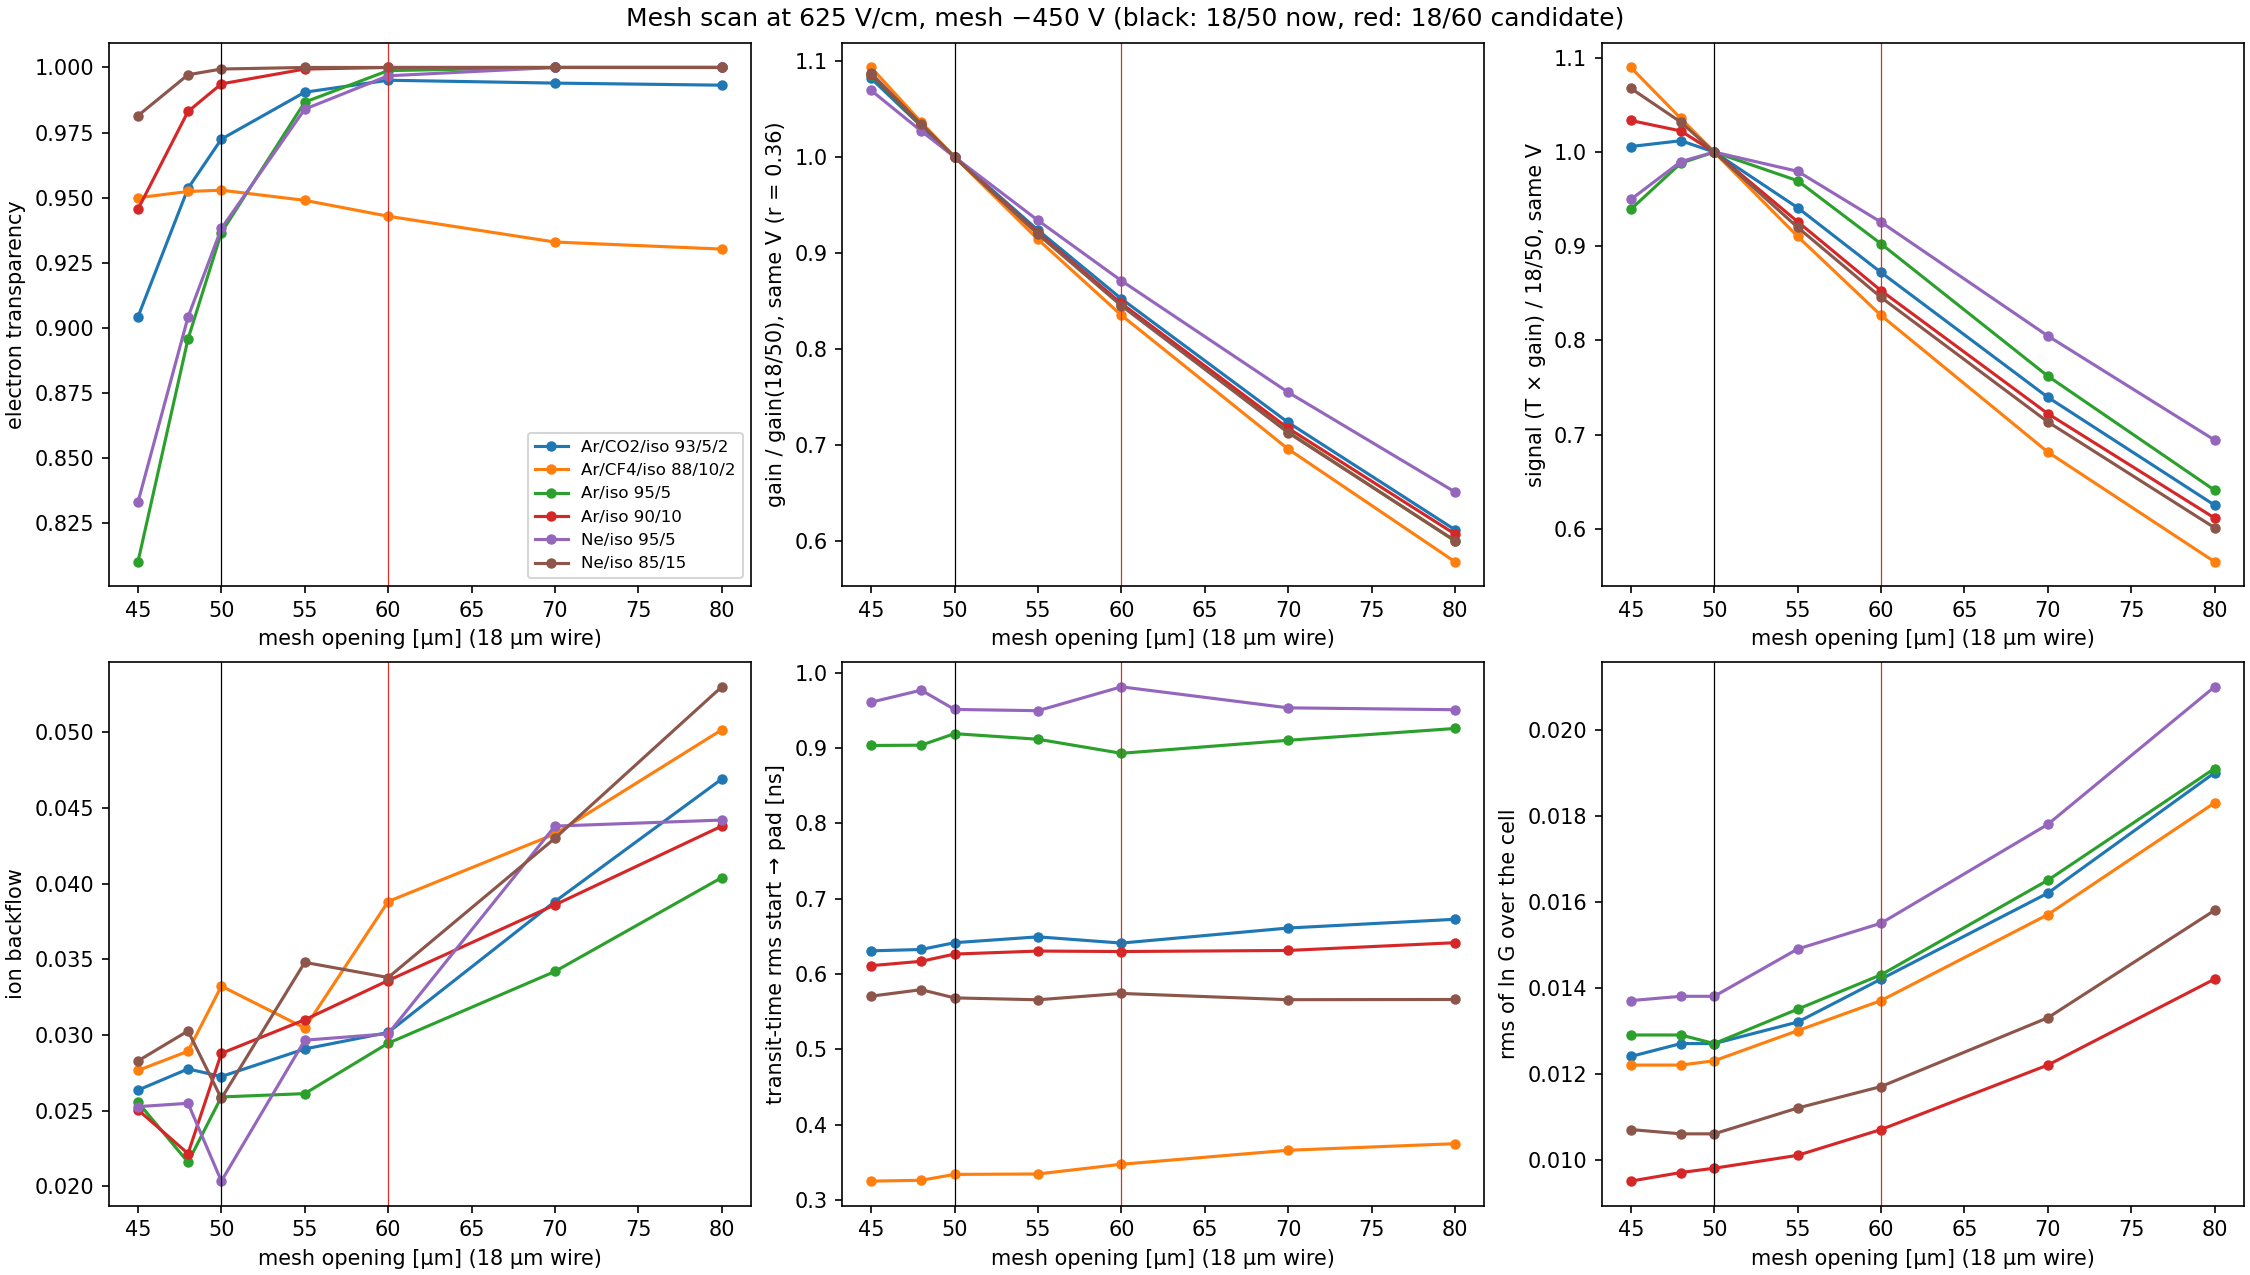 Mesh scan at 625 V/cm, mesh −450 V (black: 18/50 now, red: 18/60 candidate)
electron transparency
1.000
0.975
0.950
0.925
0.900
0.875
0.850
0.825
Ar/CO2/iso 93/5/2
Ar/CF4/iso 88/10/2
Ar/iso 95/5
Ar/iso 90/10
Ne/iso 95/5
Ne/iso 85/15
45 50 55 60 65 70 75 80
mesh opening [μm] (18 μm wire)
gain / gain(18/50), same V (r = 0.36)
1.1
1.0
0.9
0.8
0.7
0.6
45 50 55 60 65 70 75 80
mesh opening [μm] (18 μm wire)
signal (T × gain) / 18/50, same V
1.1
1.0
0.9
0.8
0.7
0.6
45 50 55 60 65 70 75 80
mesh opening [μm] (18 μm wire)
ion backflow
0.050
0.045
0.040
0.035
0.030
0.025
0.020
45 50 55 60 65 70 75 80
mesh opening [μm] (18 μm wire)
transit-time rms start → pad [ns]
1.0
0.9
0.8
0.7
0.6
0.5
0.4
0.3
45 50 55 60 65 70 75 80
mesh opening [μm] (18 μm wire)
rms of ln G over the cell
0.020
0.018
0.016
0.014
0.012
0.010
45 50 55 60 65 70 75 80
mesh opening [μm] (18 μm wire)